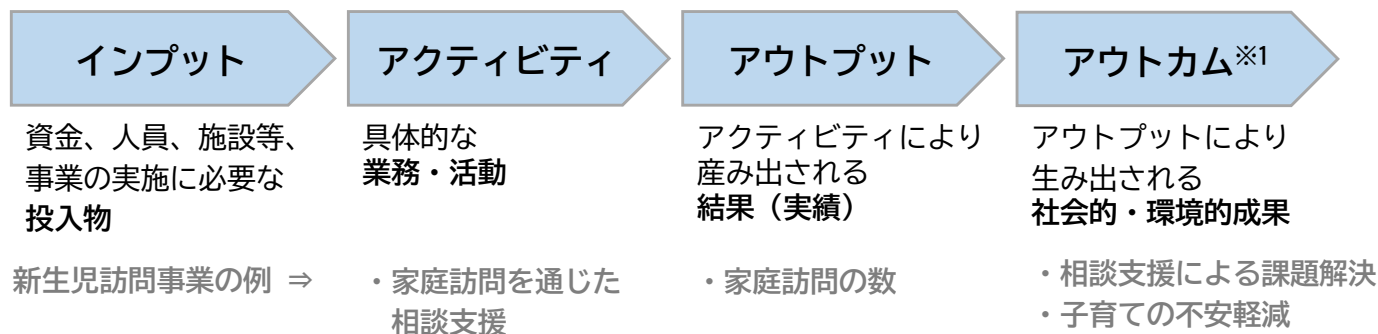 インプット
アクティビティ
アウトプット
アウトカム※1
資金、人員、施設等、
事業の実施に必要な
投入物
具体的な
業務・活動
アクティビティにより
産み出される
結果（実績）
アウトプットにより
生み出される
社会的・環境的成果
新生児訪問事業の例 ⇒
・家庭訪問を通じた
相談支援
・家庭訪問の数
・相談支援による課題解決
・子育ての不安軽減